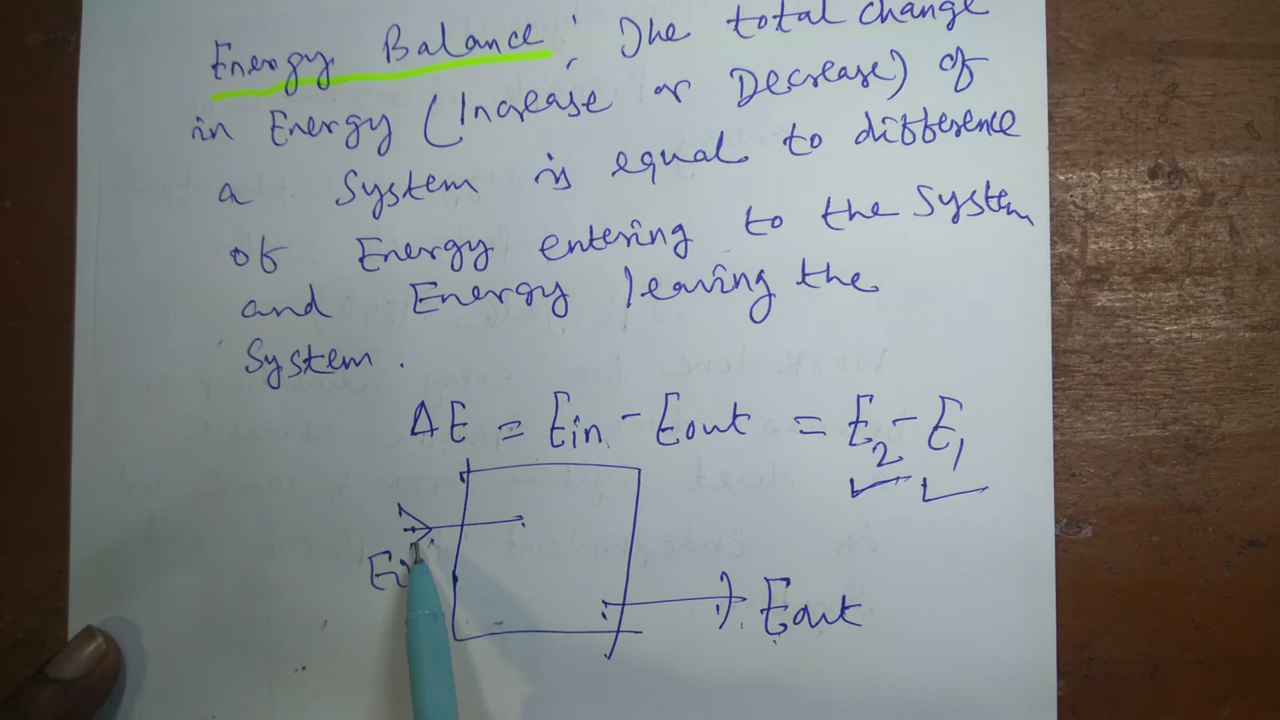 Energy Balance : The total change
in Energy (Increase or Decrease) of
a System is equal to difference
of Energy entering to the System
and Energy leaving the
System.
ΔE = Ein - Eout = E2 - E1
Eout